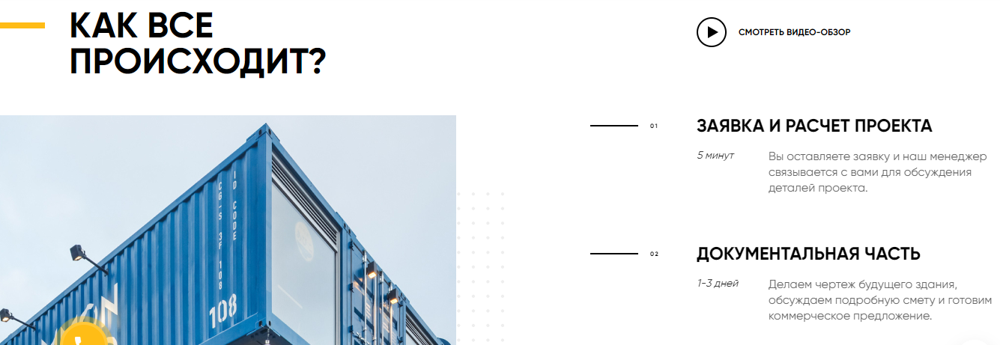 КАК ВСЕ
ПРОИСХОДИТ?
СМОТРЕТЬ ВИДЕО-ОБЗОР
01
ЗАЯВКА И РАСЧЕТ ПРОЕКТА
5 минут
Вы оставляете заявку и наш менеджер
связывается с вами для обсуждения
деталей проекта.
02
ДОКУМЕНТАЛЬНАЯ ЧАСТЬ
1-3 дней
Делаем чертеж будущего здания,
обсуждаем подробную смету и готовим
коммерческое предложение.
ID CODE
CG-S 3F 108
108